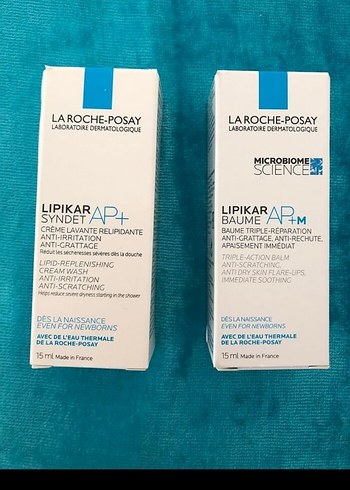 LA ROCHE-POSAY
LABORATOIRE DERMATOLOGIQUE
LIPIKAR
SYNDET AP+
CRÈME LAVANTE RELIPIDANTE
ANTI-IRRITATION
ANTI-GRATTAGE
Réduit les sécheresses sévères dès la douche
LIPID-REPLENISHING
CREAM WASH
ANTI-IRRITATION
ANTI-SCRATCHING
Helps reduce severe dryness starting in the shower
DÈS LA NAISSANCE
EVEN FOR NEWBORNS
AVEC DE L'EAU THERMALE
DE LA ROCHE-POSAY
15 ml Made in France
LA ROCHE-POSAY
LABORATOIRE DERMATOLOGIQUE
MICROBIOME
SCIENCE
LIPIKAR
BAUME AP+M
BAUME TRIPLE-RÉPARATION
ANTI-GRATTAGE, ANTI-RECHUTE,
APAISEMENT IMMÉDIAT
TRIPLE-ACTION BALM
ANTI-SCRATCHING,
ANTI DRY SKIN FLARE-UPS,
IMMEDIATE SOOTHING
DÈS LA NAISSANCE
EVEN FOR NEWBORNS
AVEC DE L'EAU THERMALE
DE LA ROCHE-POSAY
15 ml Made in France